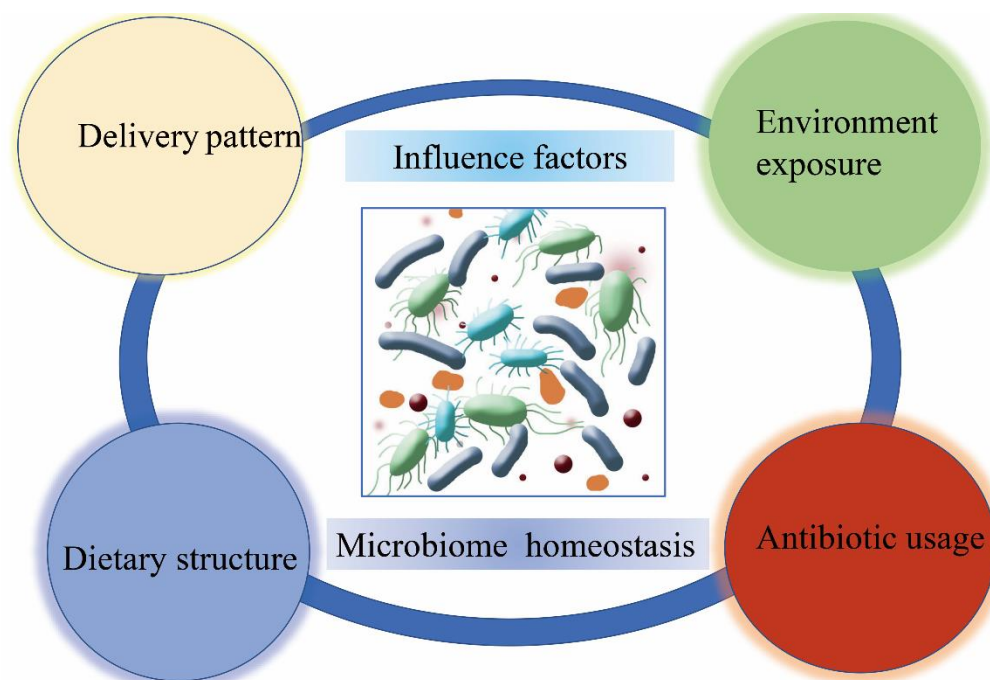 Delivery pattern
Environment
exposure
Influence factors
Microbiome homeostasis
Dietary structure
Antibiotic usage